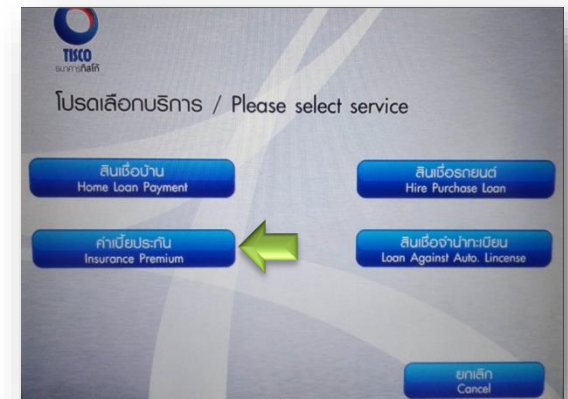 TISCO
ธนาคารทิสโก้
โปรดเลือกบริการ / Please select service
สินเชื่อบ้าน
Home Loan Payment
สินเชื่อรถยนต์
Hire Purchase Loan
ค่าเบี้ยประกัน
Insurance Premium
สินเชื่อจำนำทะเบียน
Loan Against Auto. Lincense
ยกเลิก
Cancel